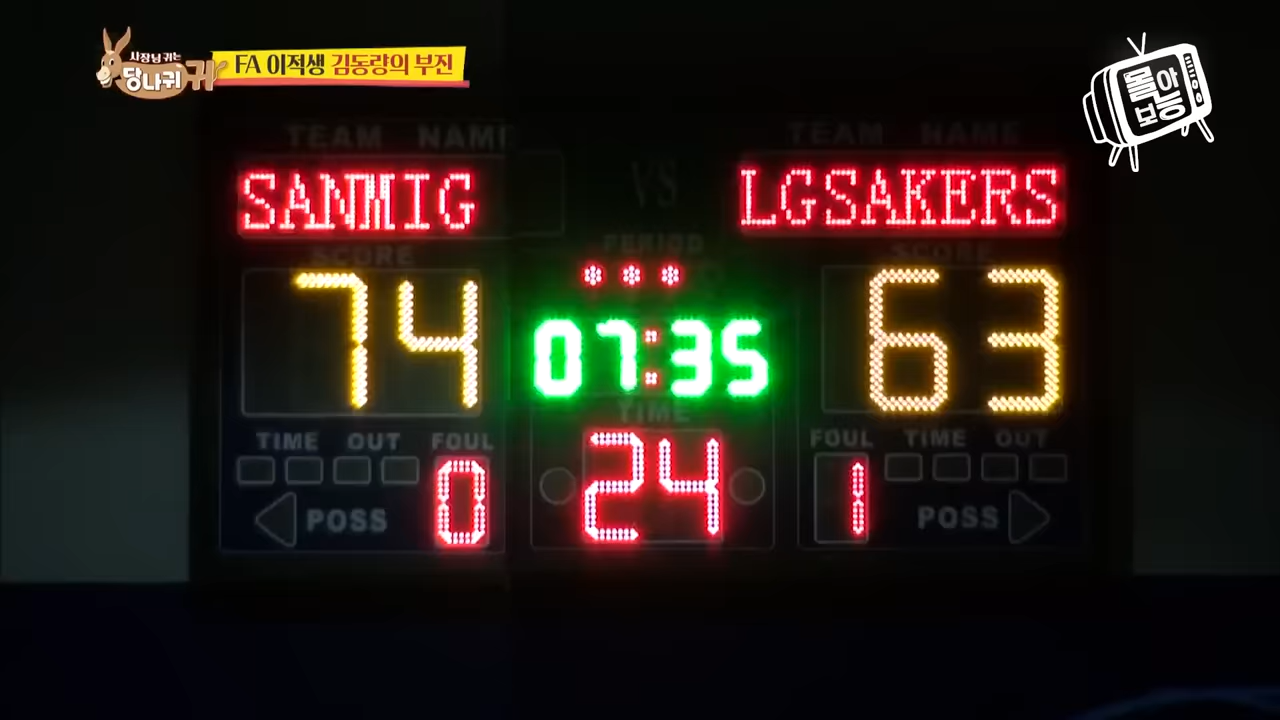 사장님 귀는
당나귀 귀
FA 이적생 김동량의 부진
몰아
보능
TEAM NAME
TEAM NAME
SANMIG
VS
LGSAKERS
SCORE
PERIOD
SCORE
***
74
07:35
63
TIME
TIME OUT FOUL
24
FOUL TIME OUT
0
1
POSS
POSS